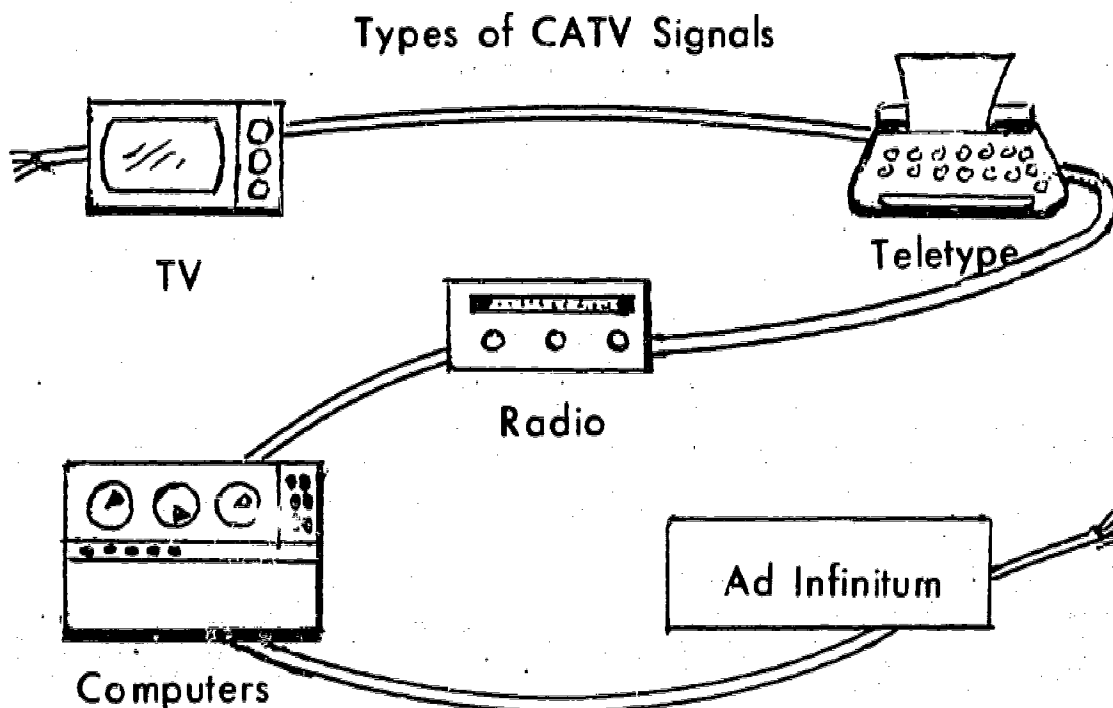 Types of CATV Signals
TV
Teletype
Radio
Computers
Ad Infinitum